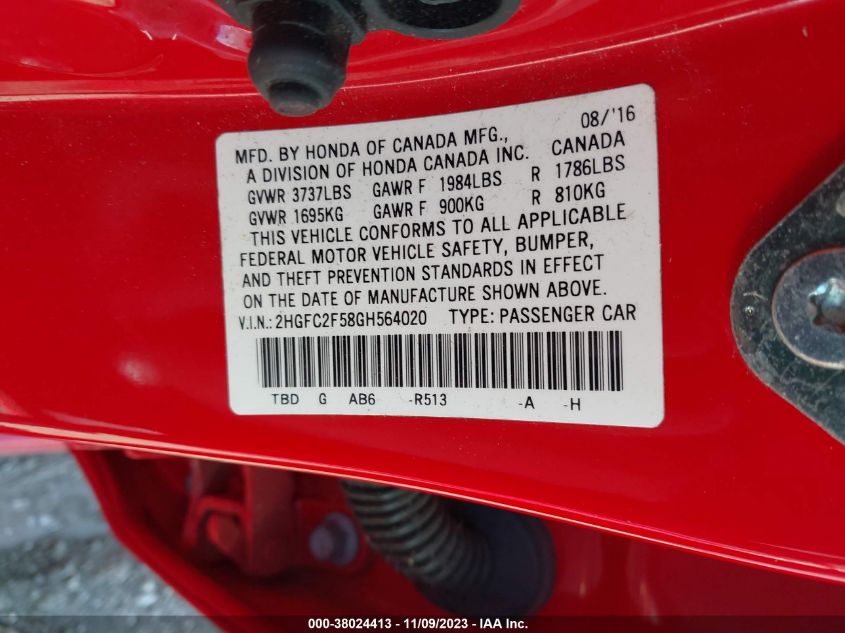 08/'16
MFD. BY HONDA OF CANADA MFG.,
A DIVISION OF HONDA CANADA INC. CANADA
GVWR 3737LBS GAWR F 1984LBS R 1786LBS
GVWR 1695KG GAWR F 900KG R 810KG
THIS VEHICLE CONFORMS TO ALL APPLICABLE
FEDERAL MOTOR VEHICLE SAFETY, BUMPER,
AND THEFT PREVENTION STANDARDS IN EFFECT
ON THE DATE OF MANUFACTURE SHOWN ABOVE.
V.I.N.: 2HGFC2F58GH564020 TYPE: PASSENGER CAR
TBD G AB6 -R513 -A -H
000-38024413 - 11/09/2023 - IAA Inc.